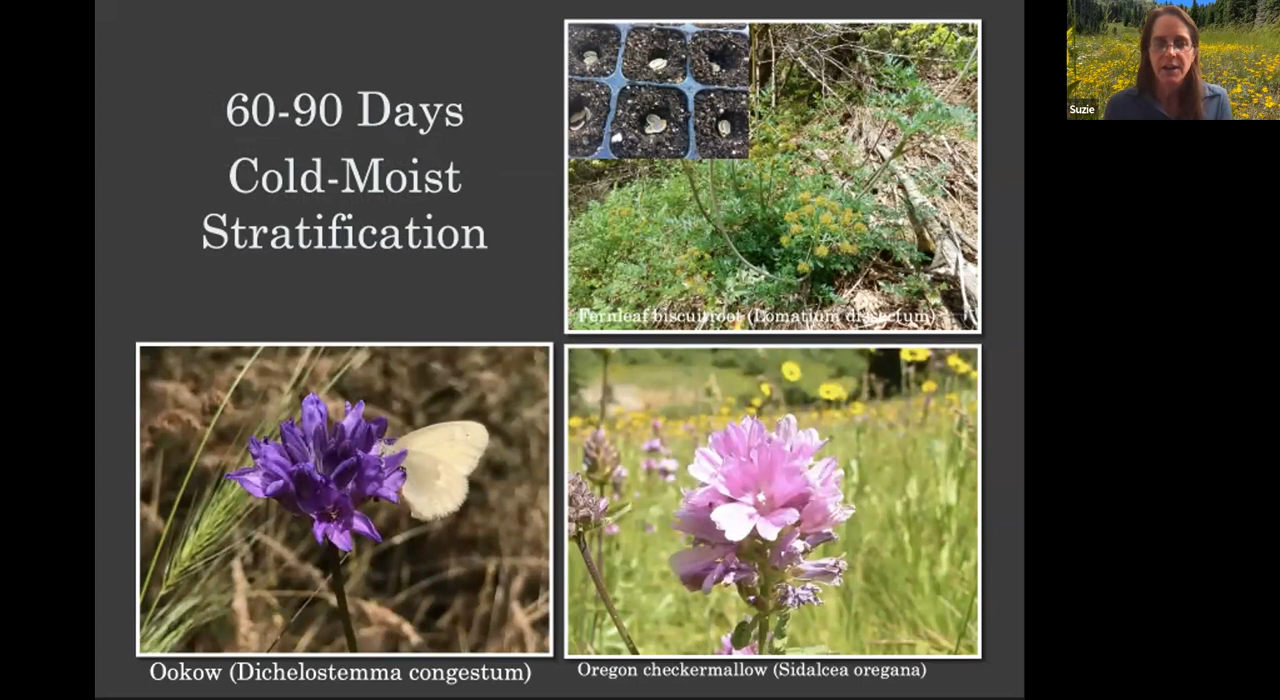 60-90 Days
Cold-Moist
Stratification
Fernleaf biscuitroot (Lomatium dissectum)
Ookow (Dichelostemma congestum)
Oregon checkermallow (Sidalcea oregana)
Suzie